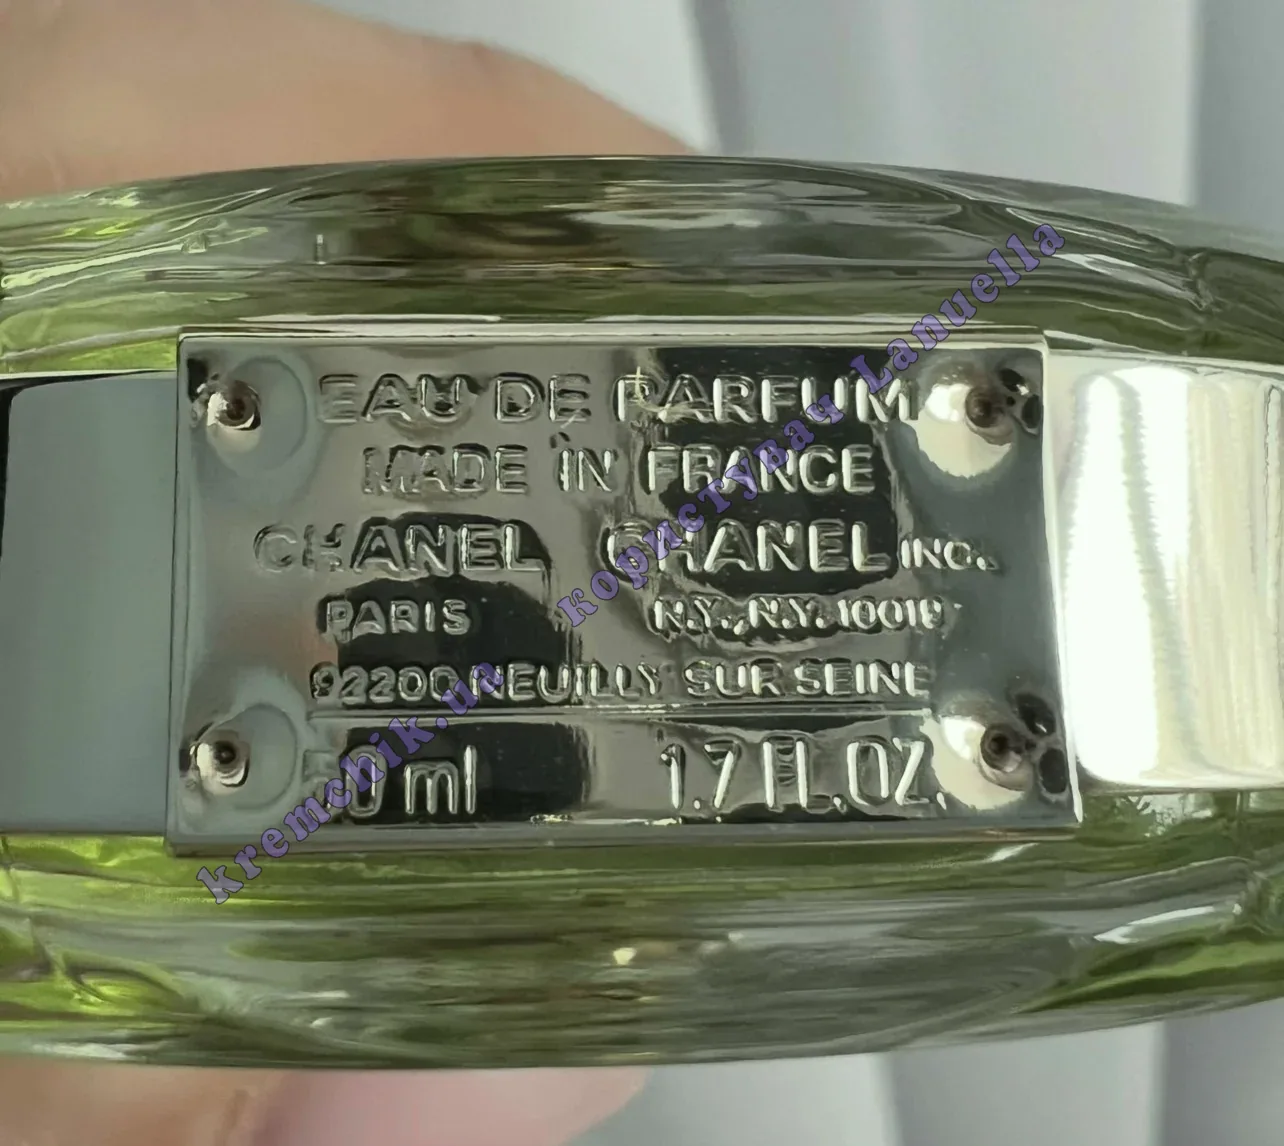 EAU DE PARFUM
MADE IN FRANCE
CHANEL CHANEL INC.
PARIS N.Y., N.Y. 10019
92200 NEUILLY SUR SEINE
50 ml 1.7 FL. OZ.
kremchik.ua користувач Lanuella